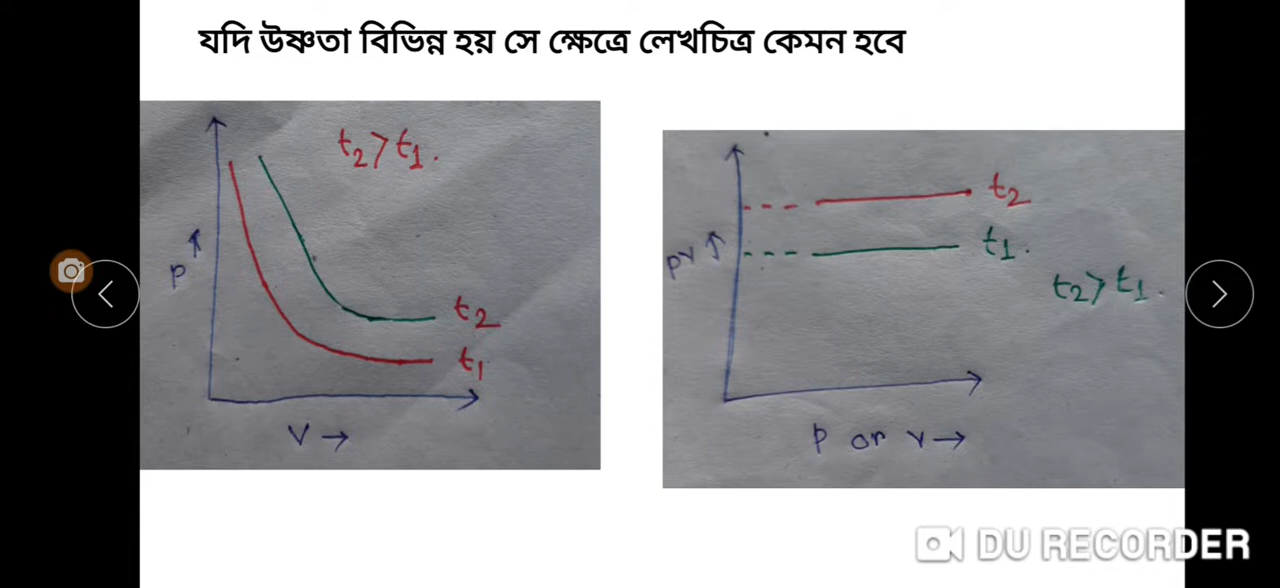 যদি উষ্ণতা বিভিন্ন হয় সে ক্ষেত্রে লেখচিত্র কেমন হবে
t₂>t₁.
P
t₂
t₁
V →
t₂
t₁.
PV
t₂>t₁.
P or V→
DU RECORDER